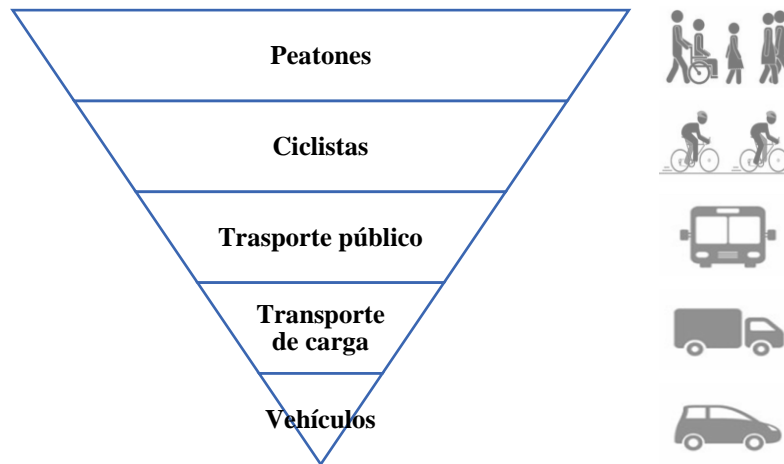 Peatones
Ciclistas
Trasporte público
Transporte
de carga
Vehículos